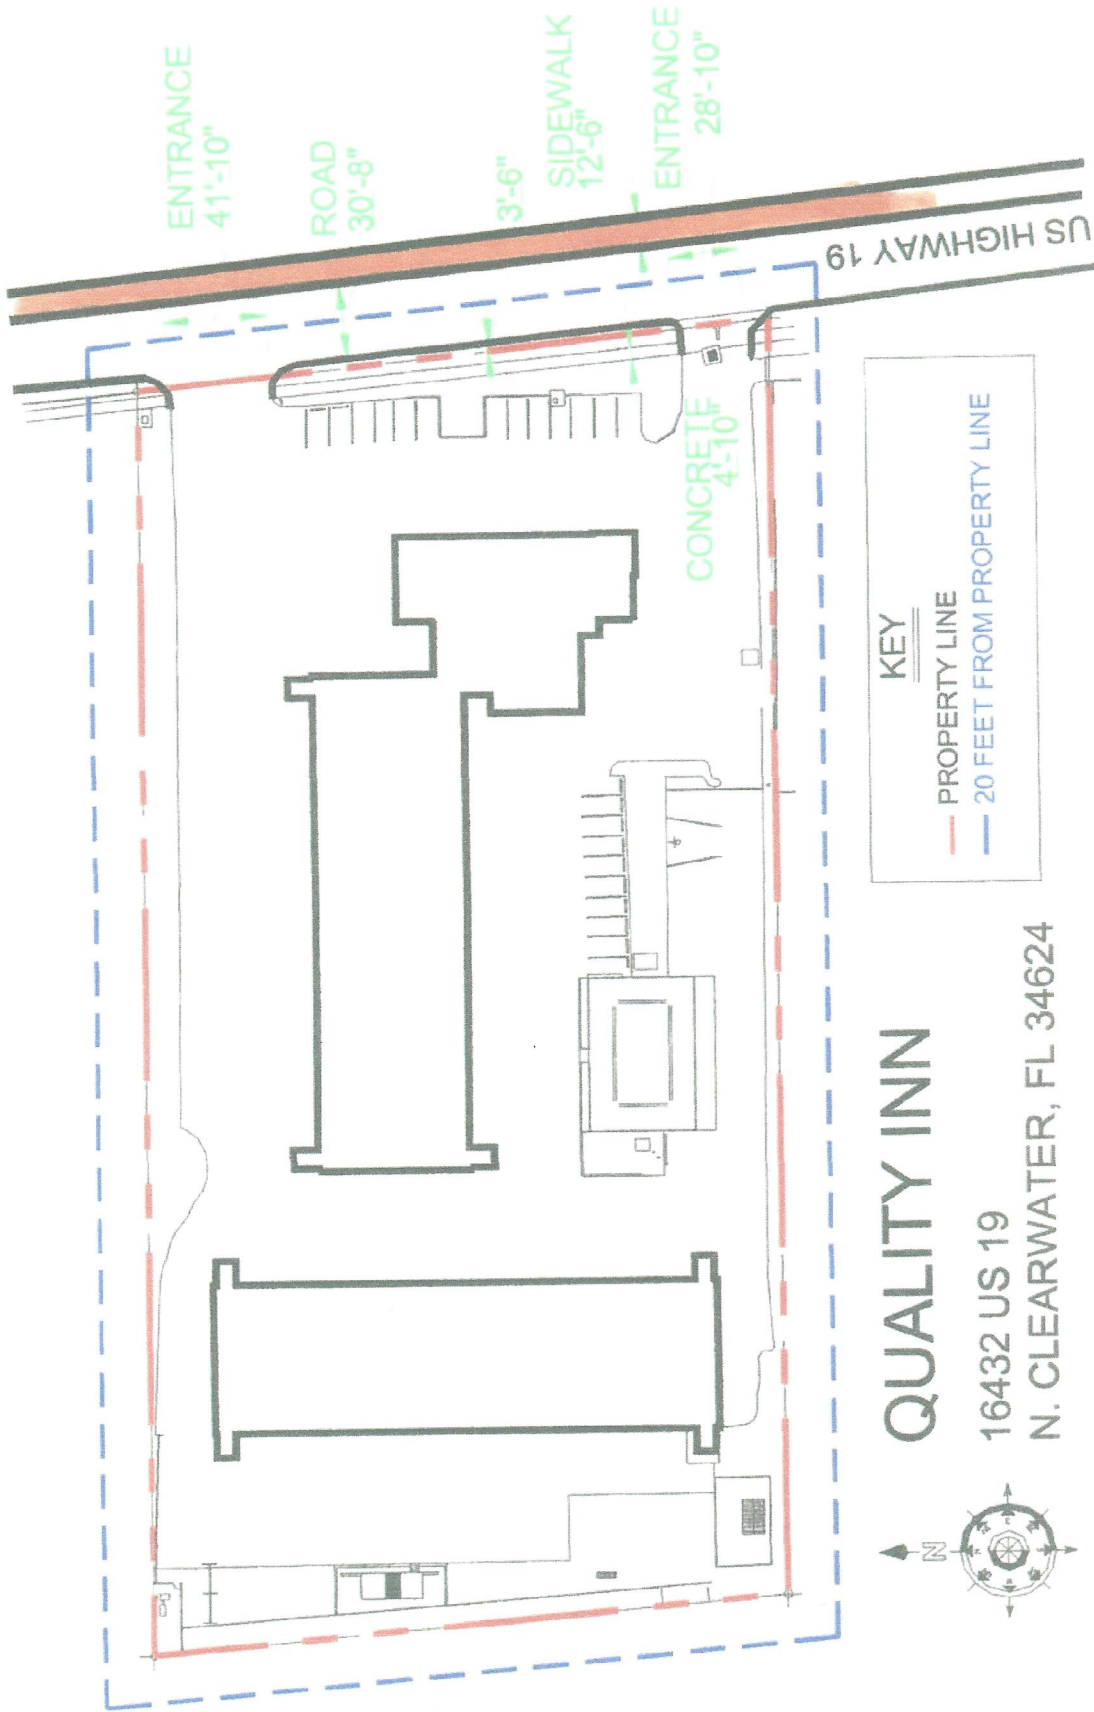 ENTRANCE
41'-10"
ROAD
30'-8"
3'-6"
SIDEWALK
12'-6"
ENTRANCE
28'-10"
US HIGHWAY 19
CONCRETE
4'-10"
KEY
PROPERTY LINE
20 FEET FROM PROPERTY LINE
QUALITY INN
16432 US 19
N. CLEARWATER, FL 34624
N